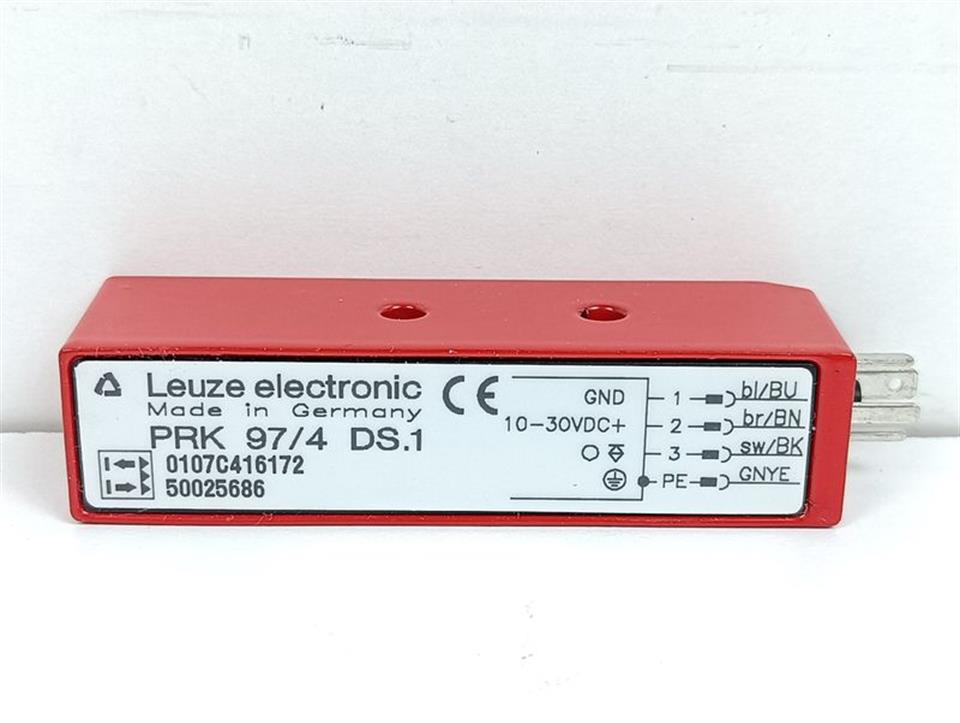 Leuze electronic CE
Made in Germany
PRK 97/4 DS.1
0107C416172
50025686
GND 1 bl/BU
10-30VDC+ 2 br/BN
3 sw/BK
PE GNYE